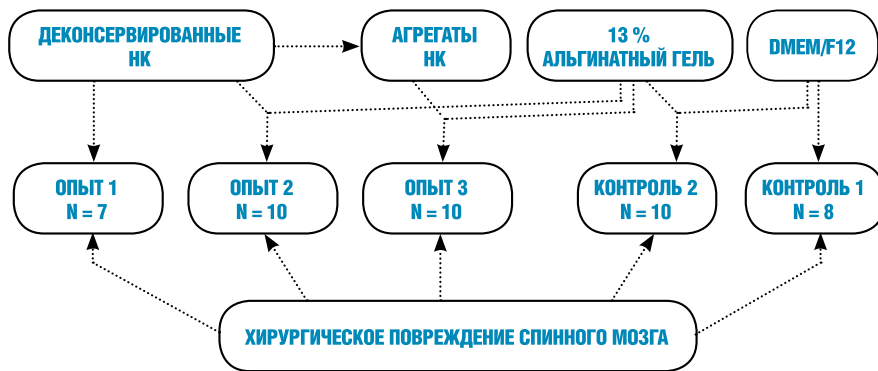 ДЕКОНСЕРВИРОВАННЫЕ
НК
АГРЕГАТЫ
НК
13 %
АЛЬГИНАТНЫЙ ГЕЛЬ
DMEM/F12
ОПЫТ 1
N = 7
ОПЫТ 2
N = 10
ОПЫТ 3
N = 10
КОНТРОЛЬ 2
N = 10
КОНТРОЛЬ 1
N = 8
ХИРУРГИЧЕСКОЕ ПОВРЕЖДЕНИЕ СПИННОГО МОЗГА